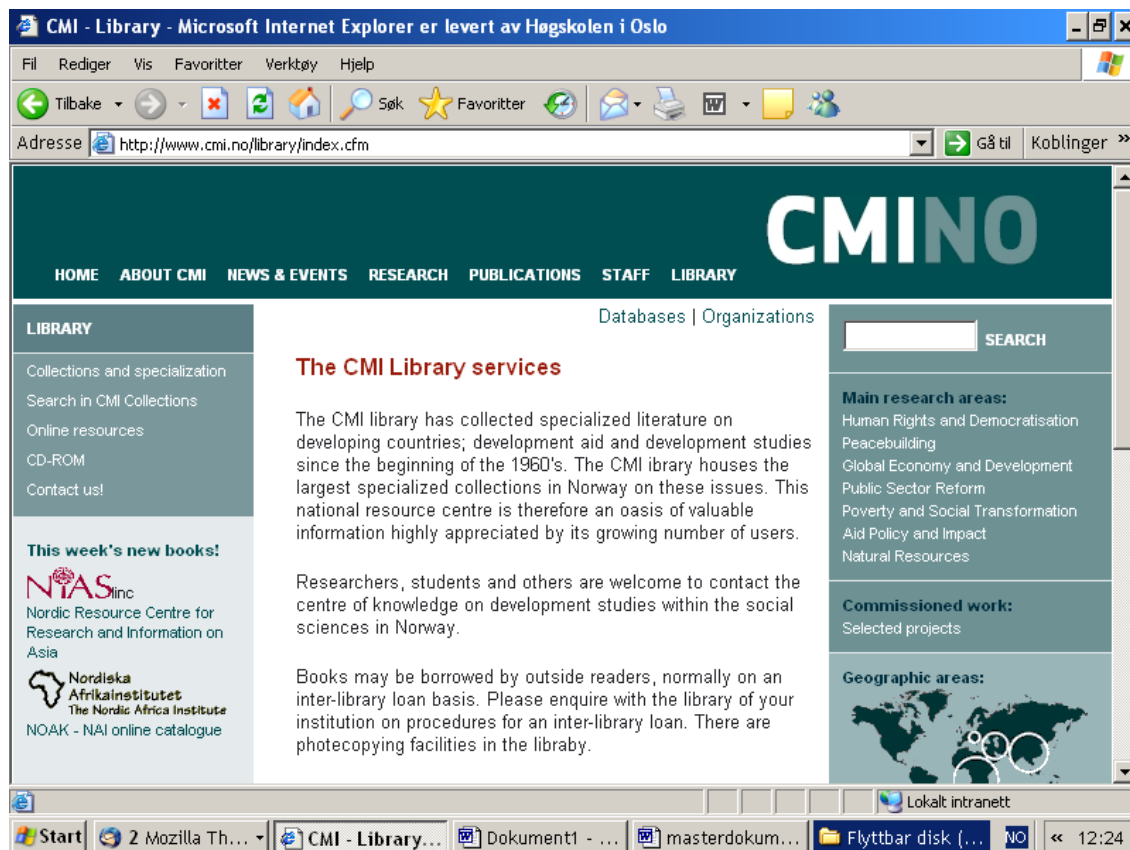 CMI - Library - Microsoft Internet Explorer er levert av Høgskolen i Oslo
Fil Rediger Vis Favoritter Verktøy Hjelp
Tilbake Søk Favoritter
Adresse http://www.cmi.no/library/index.cfm Gå til Koblinger »
CMINO
HOME ABOUT CMI NEWS & EVENTS RESEARCH PUBLICATIONS STAFF LIBRARY
LIBRARY
Collections and specialization
Search in CMI Collections
Online resources
CD-ROM
Contact us!
This week's new books!
NIAS linc
Nordic Resource Centre for
Research and Information on
Asia
Nordiska
Afrikainstitutet
The Nordic Africa Institute
NOAK - NAI online catalogue
Databases | Organizations
The CMI Library services
The CMI library has collected specialized literature on
developing countries; development aid and development studies
since the beginning of the 1960's. The CMI ibrary houses the
largest specialized collections in Norway on these issues. This
national resource centre is therefore an oasis of valuable
information highly appreciated by its growing number of users.
Researchers, students and others are welcome to contact the
centre of knowledge on development studies within the social
sciences in Norway.
Books may be borrowed by outside readers, normally on an
inter-library loan basis. Please enquire with the library of your
institution on procedures for an inter-library loan. There are
photecopying facilities in the libraby.
SEARCH
Main research areas:
Human Rights and Democratisation
Peacebuilding
Global Economy and Development
Public Sector Reform
Poverty and Social Transformation
Aid Policy and Impact
Natural Resources
Commissioned work:
Selected projects
Geographic areas:
Lokalt intranett
Start 2 Mozilla Th... CMI - Library... Dokument1 - ... masterdokum... Flyttbar disk (... NO « 12:24